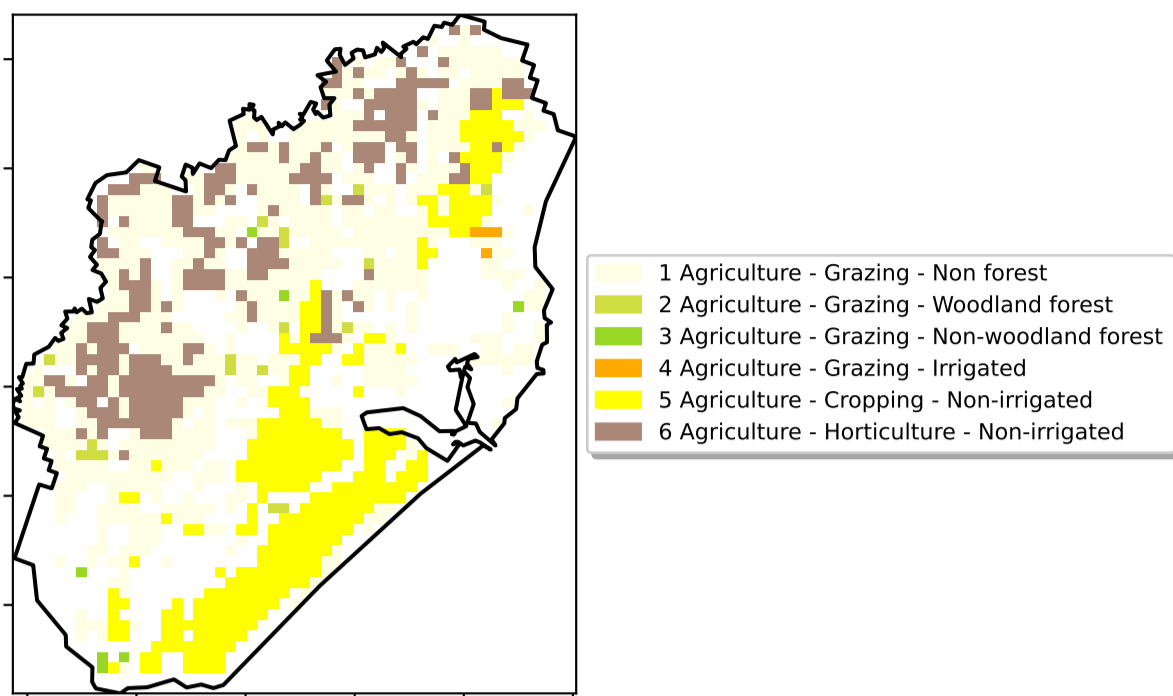 1 Agriculture - Grazing - Non forest
2 Agriculture - Grazing - Woodland forest
3 Agriculture - Grazing - Non-woodland forest
4 Agriculture - Grazing - Irrigated
5 Agriculture - Cropping - Non-irrigated
6 Agriculture - Horticulture - Non-irrigated